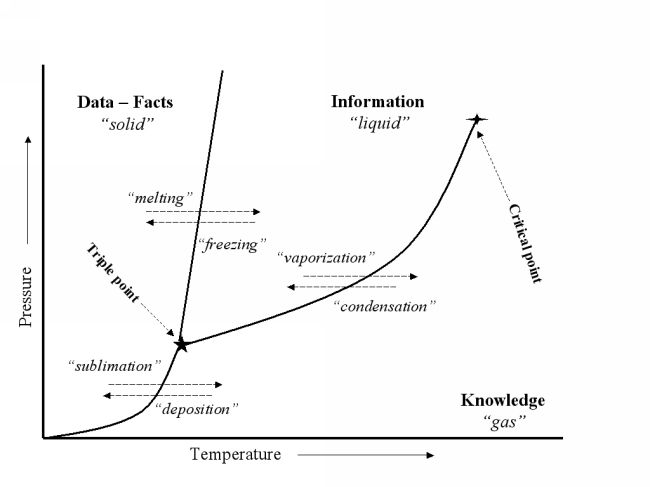 Data – Facts
“solid”
Information
“liquid”
“melting”
“freezing”
“vaporization”
“condensation”
Critical point
Triple point
“sublimation”
“deposition”
Knowledge
“gas”
Pressure
Temperature